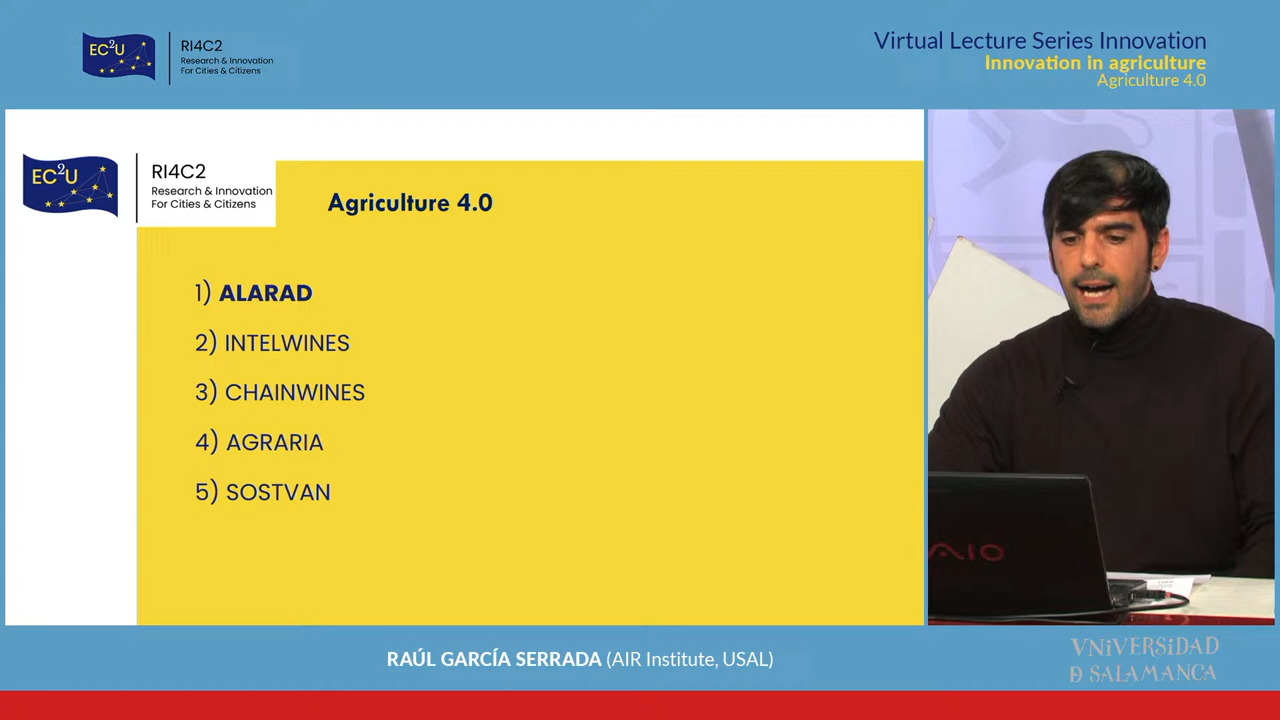 EC²U
RI4C2
Research & Innovation
For Cities & Citizens
Virtual Lecture Series Innovation
Innovation in agriculture
Agriculture 4.0
EC²U
RI4C2
Research & Innovation
For Cities & Citizens
Agriculture 4.0
1) ALARAD
2) INTELWINES
3) CHAINWINES
4) AGRARIA
5) SOSTVAN
AIO
RAÚL GARCÍA SERRADA (AIR Institute, USAL)
VNiVERSiDAD
Ð SALAMANCA